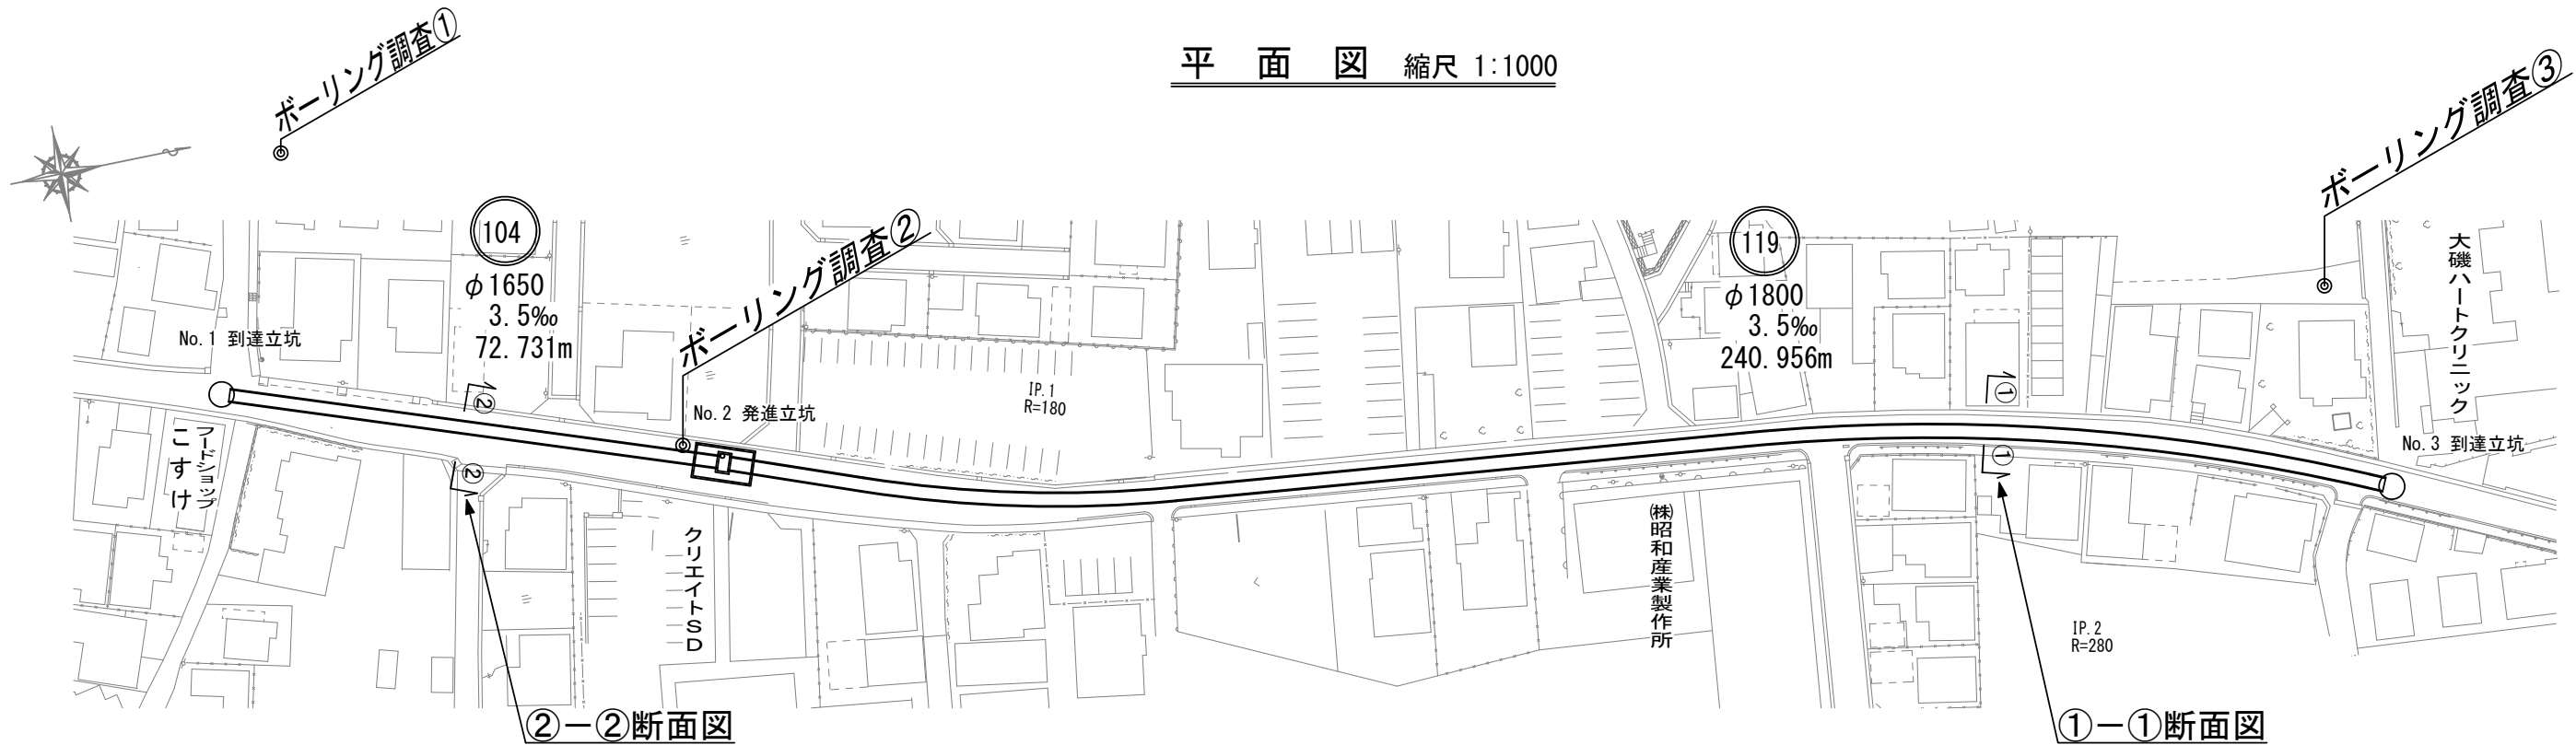 平面図 縮尺 1:1000
ボーリング調査①
ボーリング調査②
ボーリング調査③
104
φ1650
3.5‰
72.731m
119
φ1800
3.5‰
240.956m
No.1 到達立坑
No.2 発進立坑
No.3 到達立坑
IP.1
R=180
IP.2
R=280
フードショップ
こすけ
クリエイトSD
㈱昭和産業製作所
大磯ハートクリニック
②
②
①
①
②－②断面図
①－①断面図